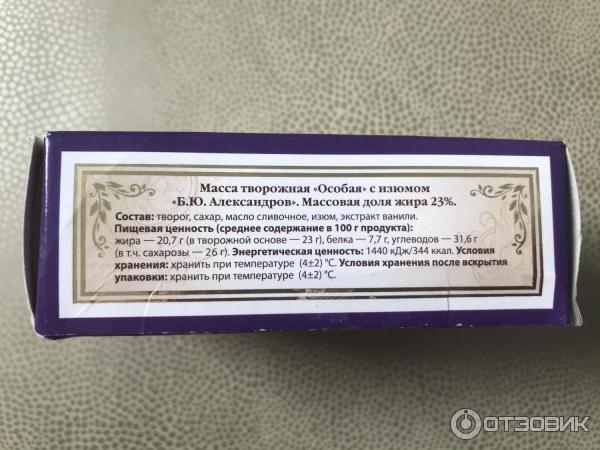 Масса творожная «Особая» с изюмом
«Б.Ю. Александров». Массовая доля жира 23%.
Состав: творог, сахар, масло сливочное, изюм, экстракт ванили.
Пищевая ценность (среднее содержание в 100 г продукта):
жира — 20,7 г (в творожной основе — 23 г), белка — 7,7 г, углеводов — 31,6 г
(в т.ч. сахарозы — 26 г). Энергетическая ценность: 1440 кДж/344 ккал. Условия
хранения: хранить при температуре (4±2) °С. Условия хранения после вскрытия
упаковки: хранить при температуре (4±2) °С.
ОТЗОВИК